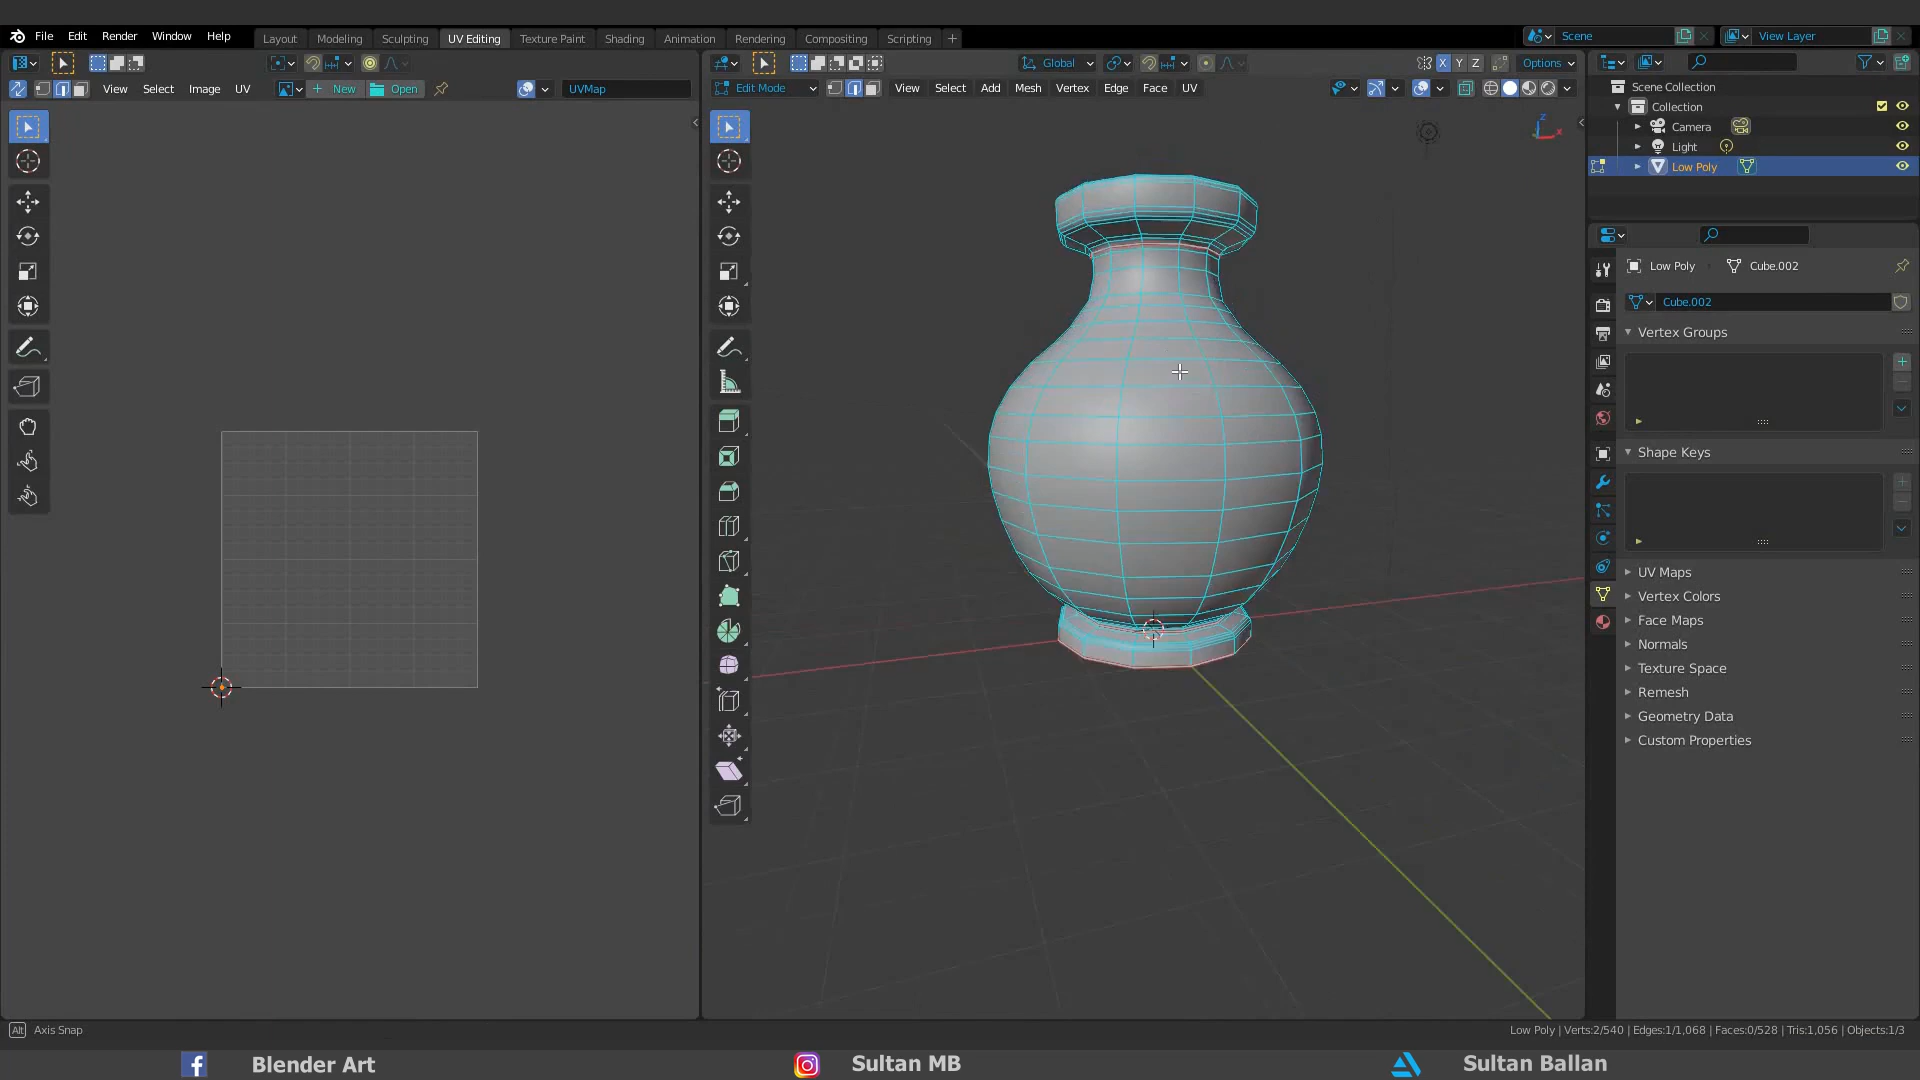 File Edit Render Window Help Layout Modeling Sculpting UV Editing Texture Paint Shading Animation Rendering Compositing Scripting + Scene View Layer
Global X Y Z Options
View Select Image UV New Open UVMap
Edit Mode View Select Add Mesh Vertex Edge Face UV
Scene Collection
Collection
Camera
Light
Low Poly
Low Poly Cube.002
Cube.002
Vertex Groups
Shape Keys
UV Maps
Vertex Colors
Face Maps
Normals
Texture Space
Remesh
Geometry Data
Custom Properties
Z
X
Alt Axis Snap
Low Poly | Verts:2/540 | Edges:1/1,068 | Faces:0/528 | Tris:1,056 | Objects:1/3
Blender Art Sultan MB Sultan Ballan